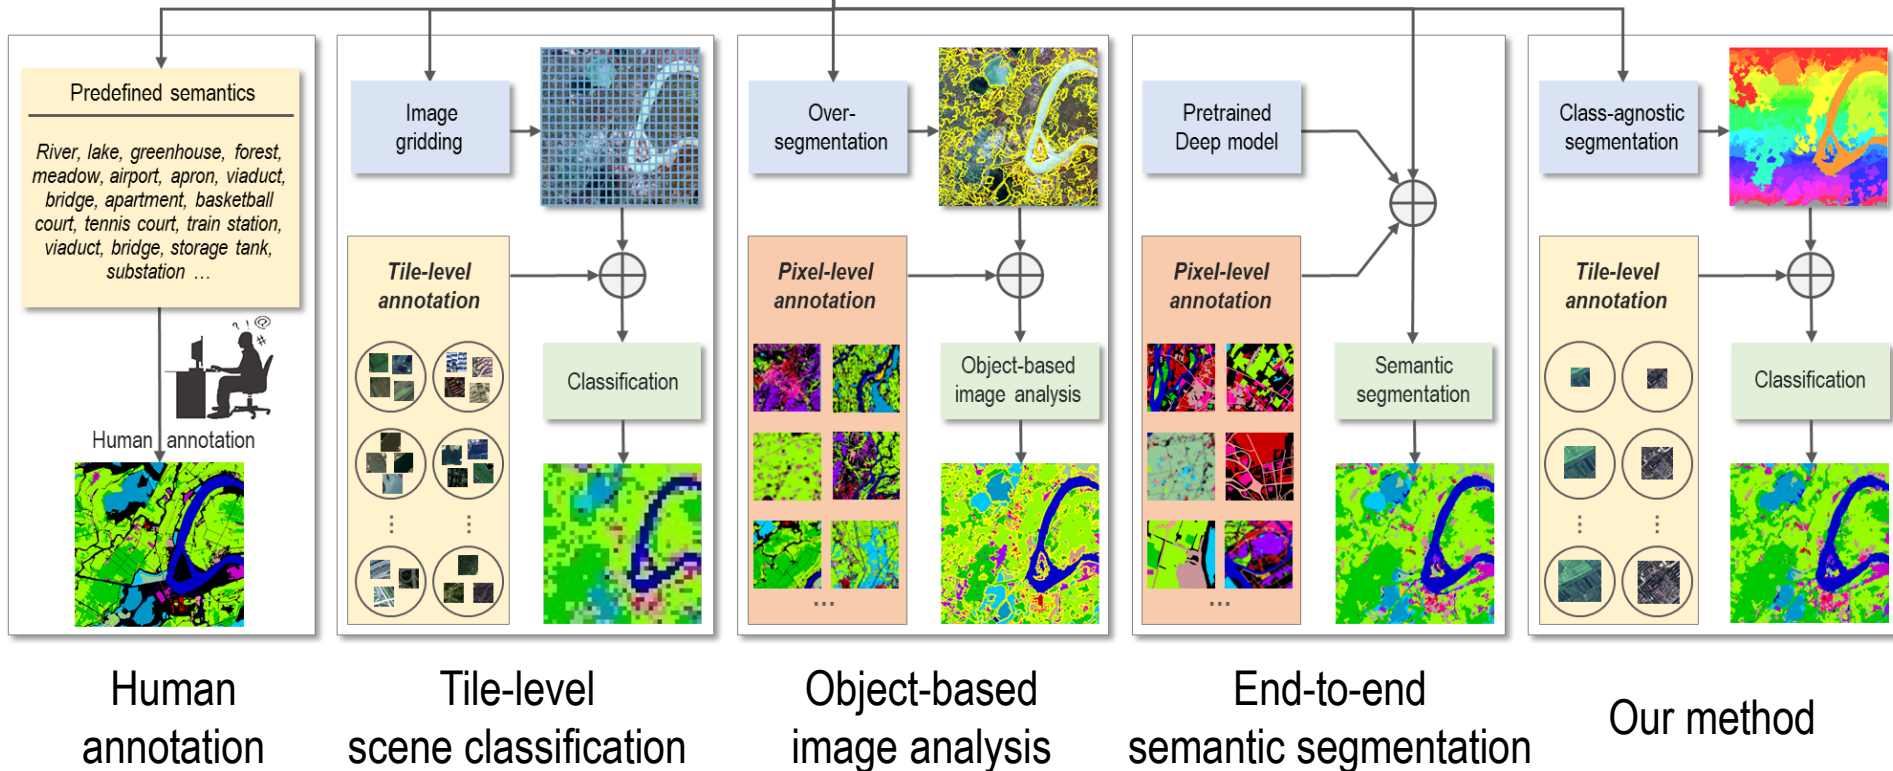 Predefined semantics
River, lake, greenhouse, forest,
meadow, airport, apron, viaduct,
bridge, apartment, basketball
court, tennis court, train station,
viaduct, bridge, storage tank,
substation ...
? ! @
#
Human annotation
Human
annotation
Image
gridding
Tile-level
annotation
⋮ ⋮
Classification
Tile-level
scene classification
Over-
segmentation
Pixel-level
annotation
...
Object-based
image analysis
Object-based
image analysis
Pretrained
Deep model
Pixel-level
annotation
...
Semantic
segmentation
End-to-end
semantic segmentation
Class-agnostic
segmentation
Tile-level
annotation
⋮ ⋮
Classification
Our method